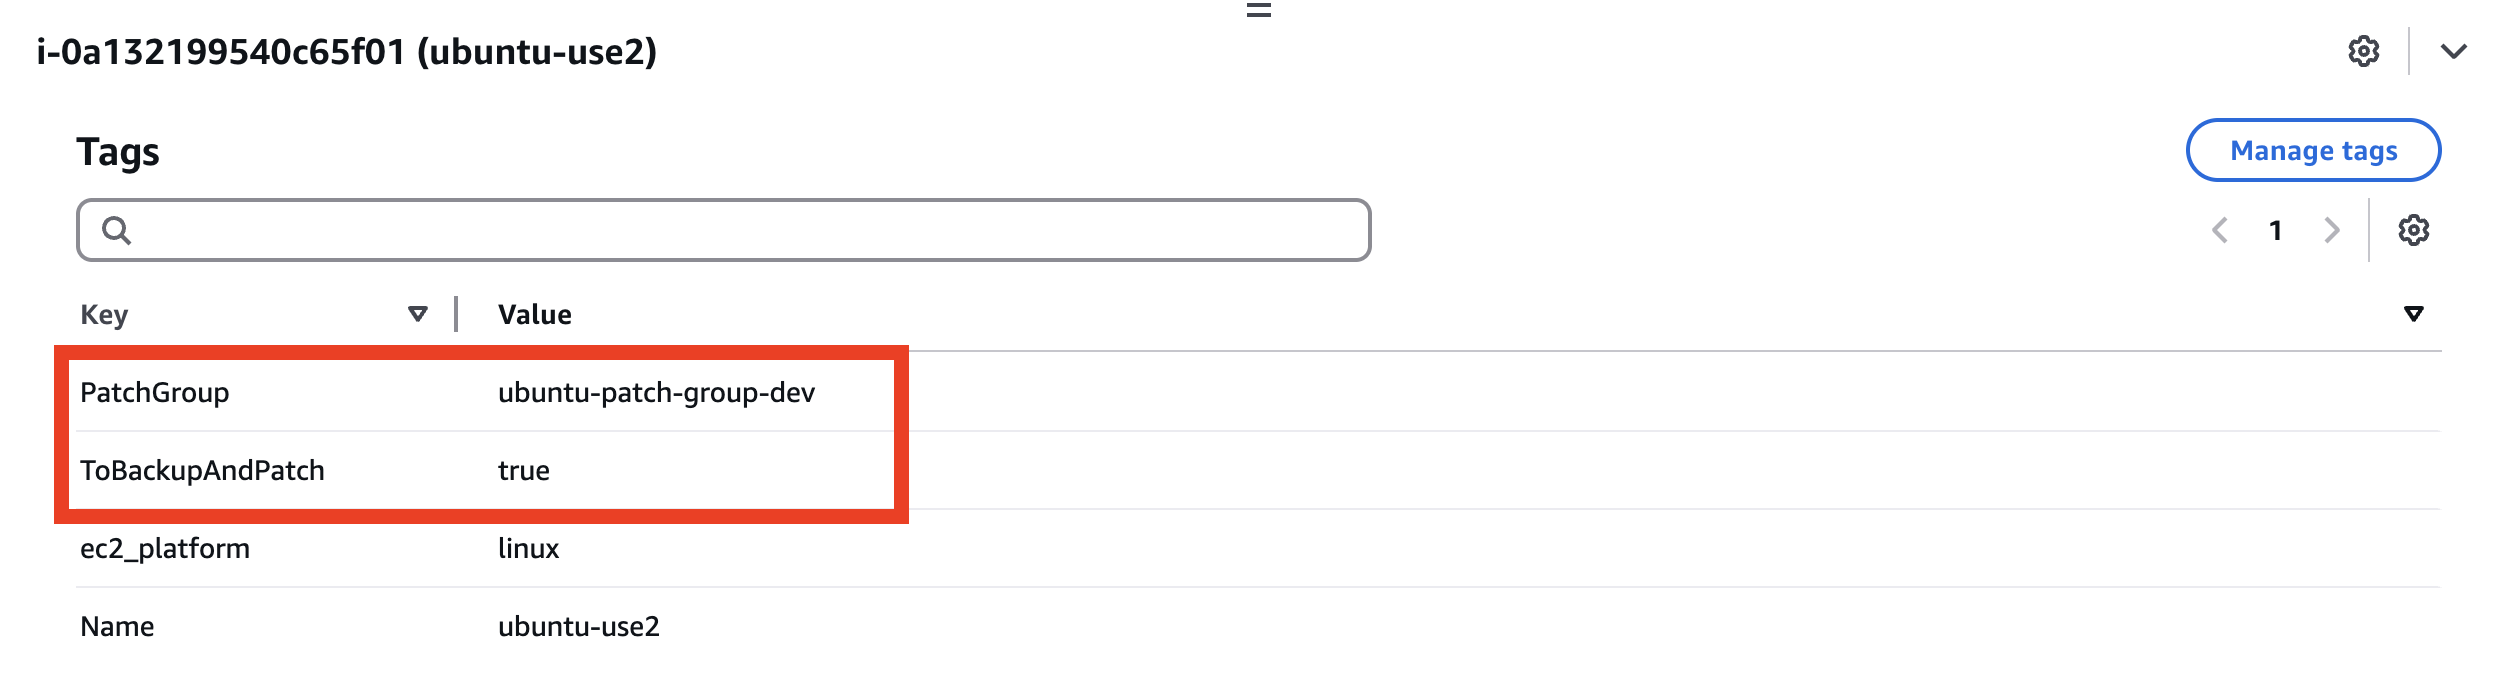 i-0a132199540c65f01 (ubuntu-use2)
Tags
Manage tags
1
Key Value
PatchGroup ubuntu-patch-group-dev
ToBackupAndPatch true
ec2_platform linux
Name ubuntu-use2